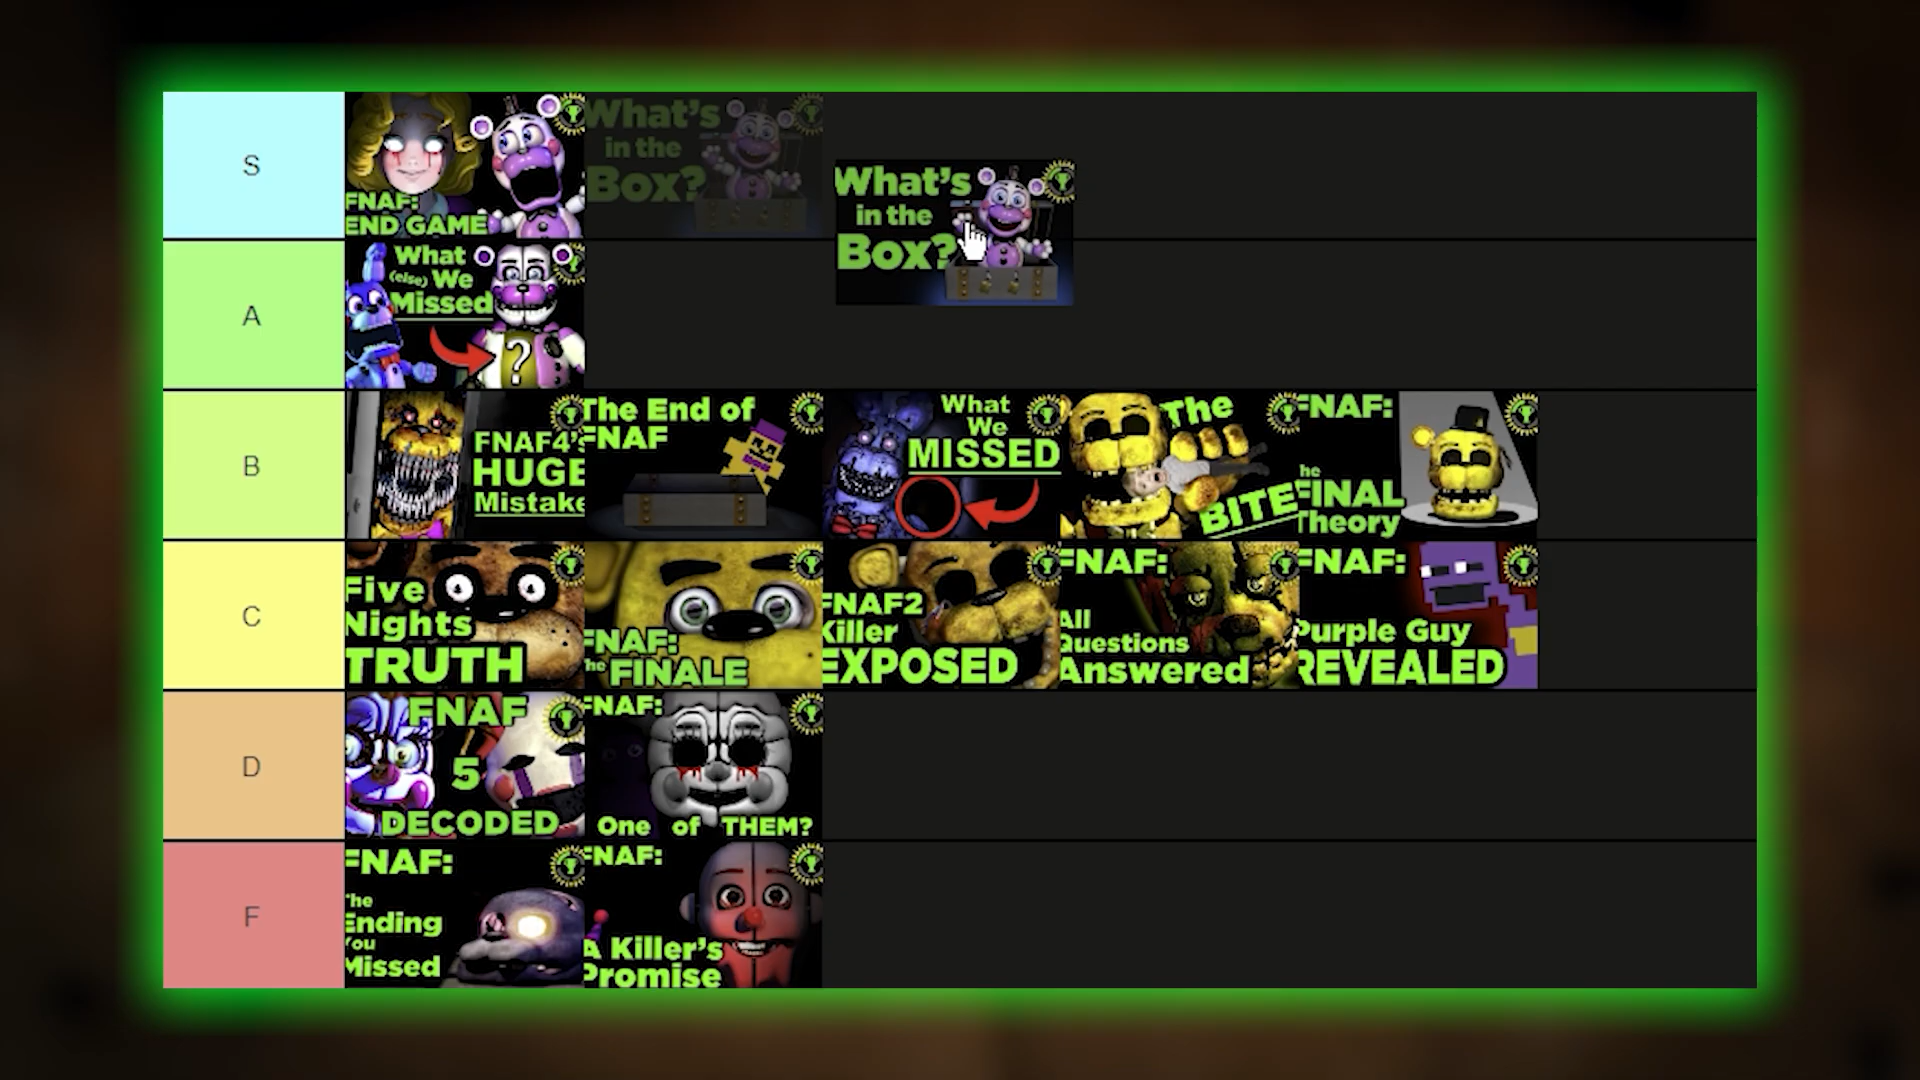 S
FNAF:
END GAME
What's
in the
Box?
What's
in the
Box?
A
What
(else) We
Missed
?
B
FNAF4's
HUGE
Mistake
The End of
FNAF
What
We
MISSED
The
BITE
FNAF:
The
FINAL
Theory
C
Five
Nights
TRUTH
FNAF:
The FINALE
FNAF2
Killer
EXPOSED
FNAF:
All
Questions
Answered
FNAF:
Purple Guy
REVEALED
D
FNAF
5
DECODED
FNAF:
One of THEM?
F
FNAF:
The
Ending
You
Missed
FNAF:
A Killer's
Promise